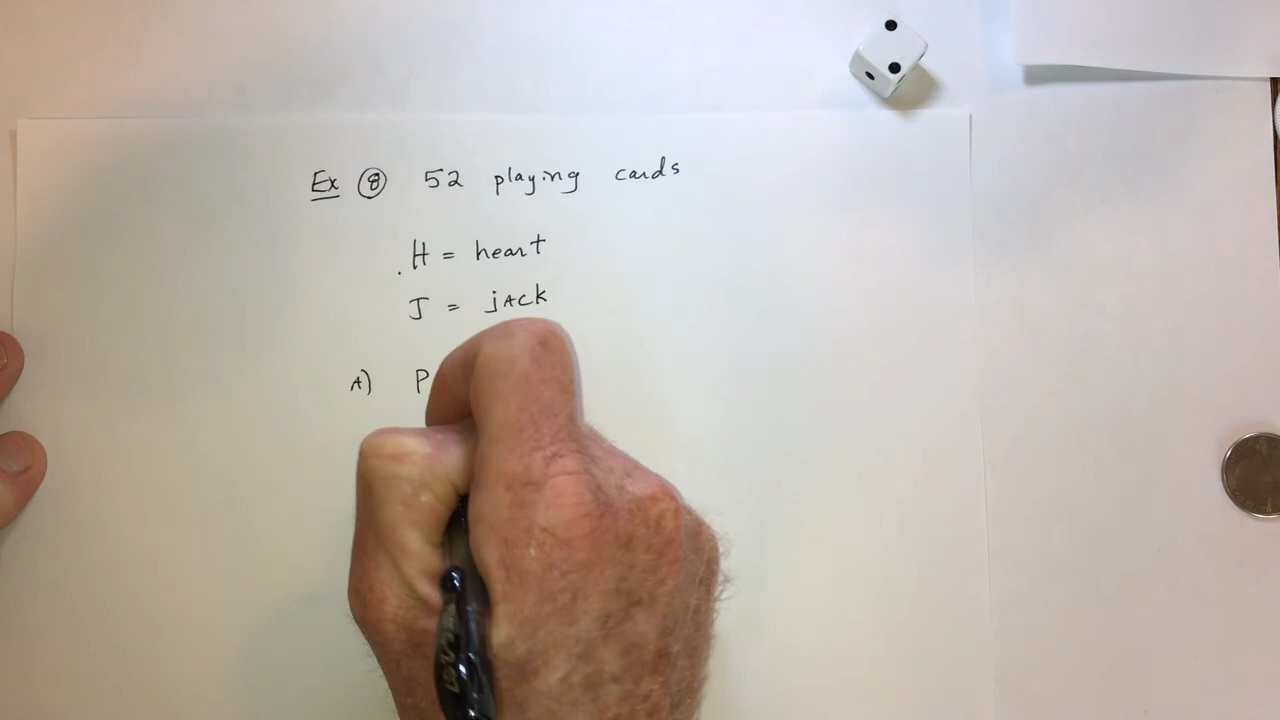 Ex ⑧ 52 playing cards
H = heart
J = jACK
A) P